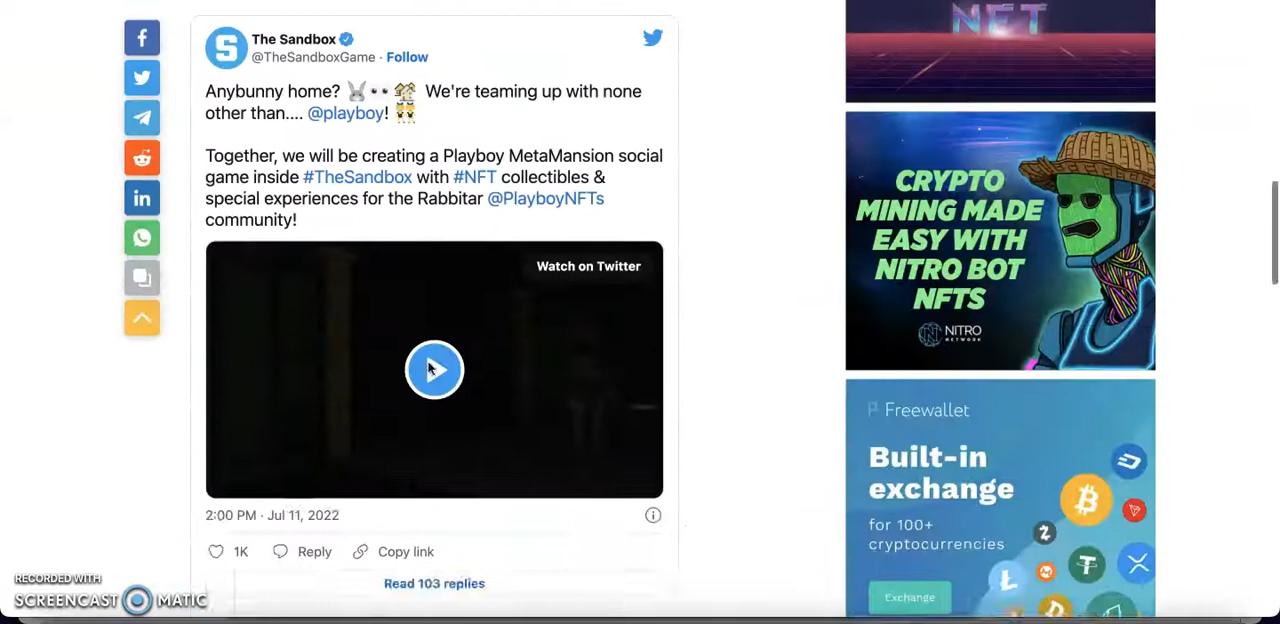 The Sandbox
@TheSandboxGame · Follow
Anybunny home? 🐰 👀 🏚 We're teaming up with none
other than.... @playboy! 👯
Together, we will be creating a Playboy MetaMansion social
game inside #TheSandbox with #NFT collectibles &
special experiences for the Rabbitar @PlayboyNFTs
community!
Watch on Twitter
2:00 PM · Jul 11, 2022
1K Reply Copy link
Read 103 replies
NET
CRYPTO
MINING MADE
EASY WITH
NITRO BOT
NFTS
NITRO
NETWORK
Freewallet
Built-in
exchange
for 100+
cryptocurrencies
Exchange
RECORDED WITH
SCREENCAST MATIC